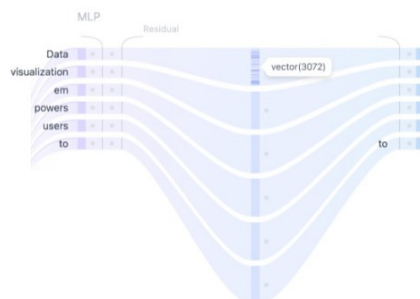 MLP
Residual
Data
vector(3072)
visualization
em
powers
users
to
to